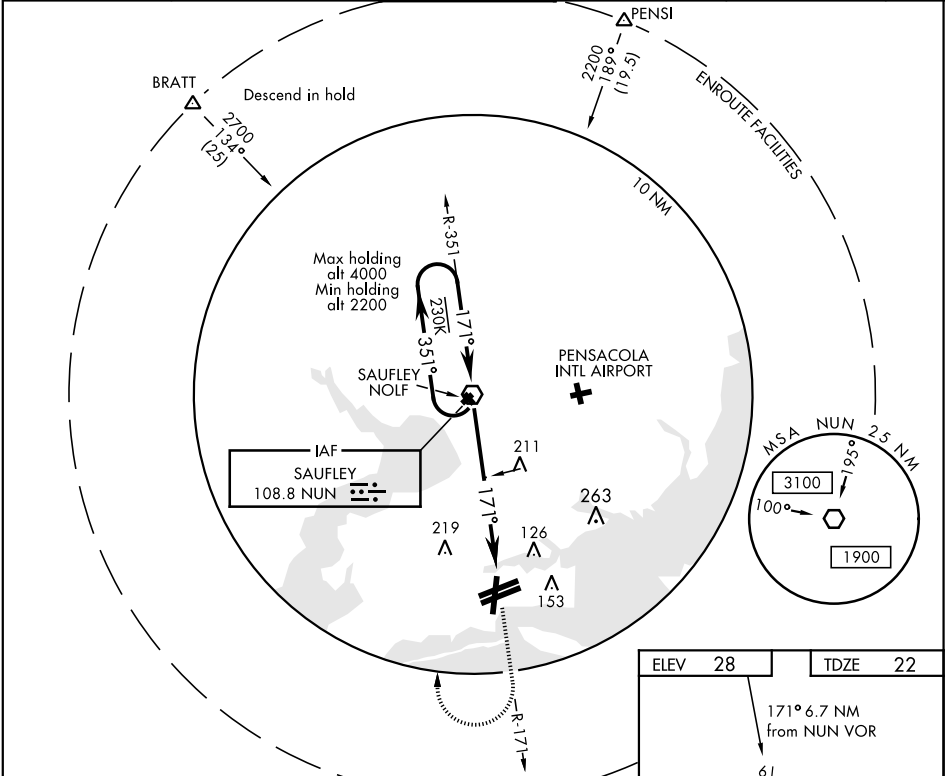 PENSI
2200
189°
(19.5)
ENROUTE FACILITIES
BRATT
Descend in hold
2700
134°
(25)
10 NM
R-351
Max holding
alt 4000
Min holding
alt 2200
230K
171°
351°
SAUFLEY
NOLF
PENSACOLA
INTL AIRPORT
IAF
SAUFLEY
108.8 NUN
211
171°
263
219
126
153
R-171
MSA NUN 25 NM
195°
3100
100°
1900
ELEV 28
TDZE 22
171° 6.7 NM
from NUN VOR
61